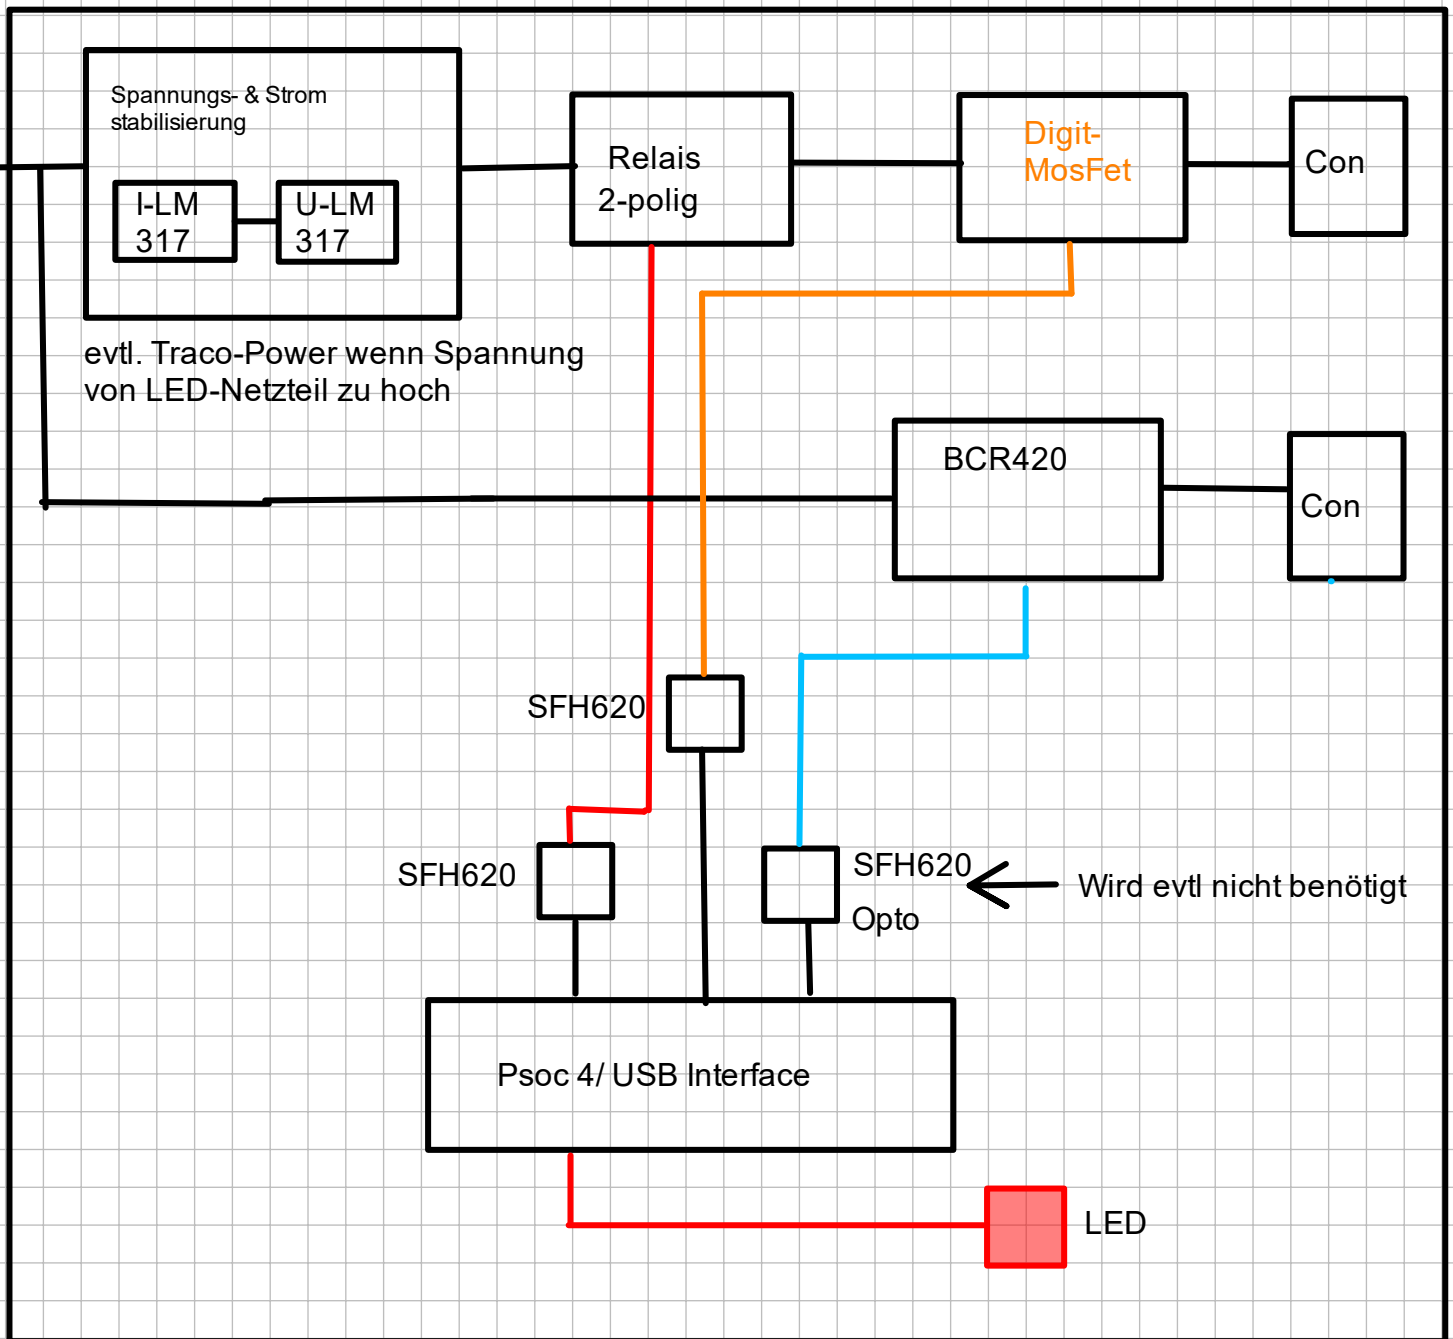 Spannungs- & Strom
stabilisierung
I-LM
317
U-LM
317
Relais
2-polig
Digit-
MosFet
Con
evtl. Traco-Power wenn Spannung
von LED-Netzteil zu hoch
BCR420
Con
SFH620
SFH620
SFH620
Opto
Wird evtl nicht benötigt
Psoc 4/ USB Interface
LED